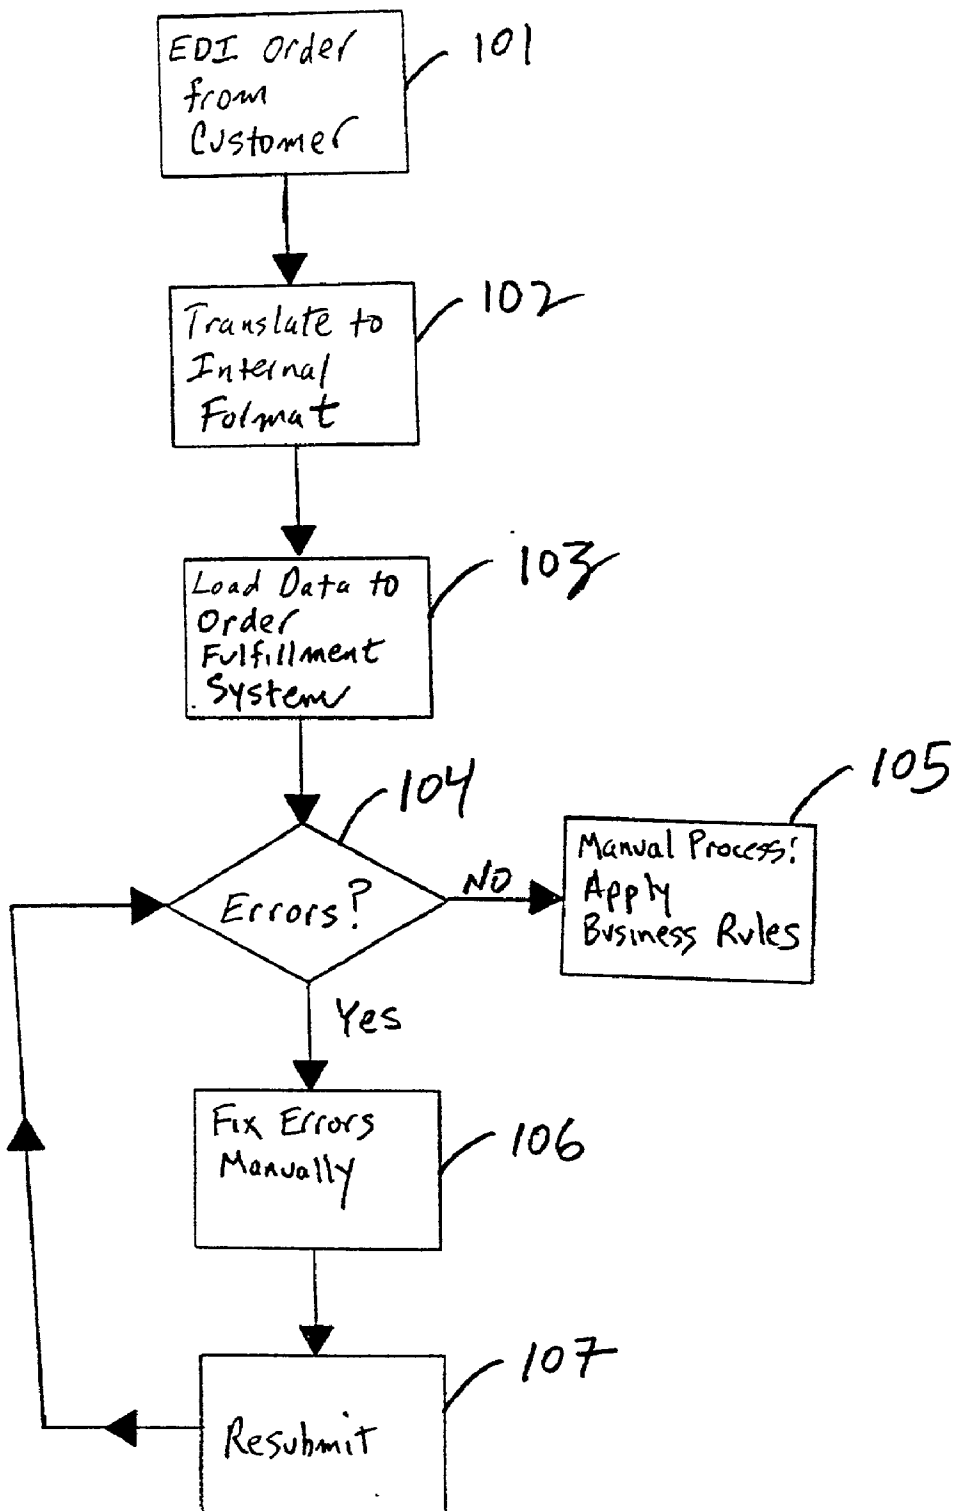 EDI Order
from
Customer
101
Translate to
Internal
Format
102
Load Data to
Order
Fulfillment
System
103
104
Errors?
NO
105
Manual Process:
Apply
Business Rules
Yes
Fix Errors
Manually
106
107
Resubmit